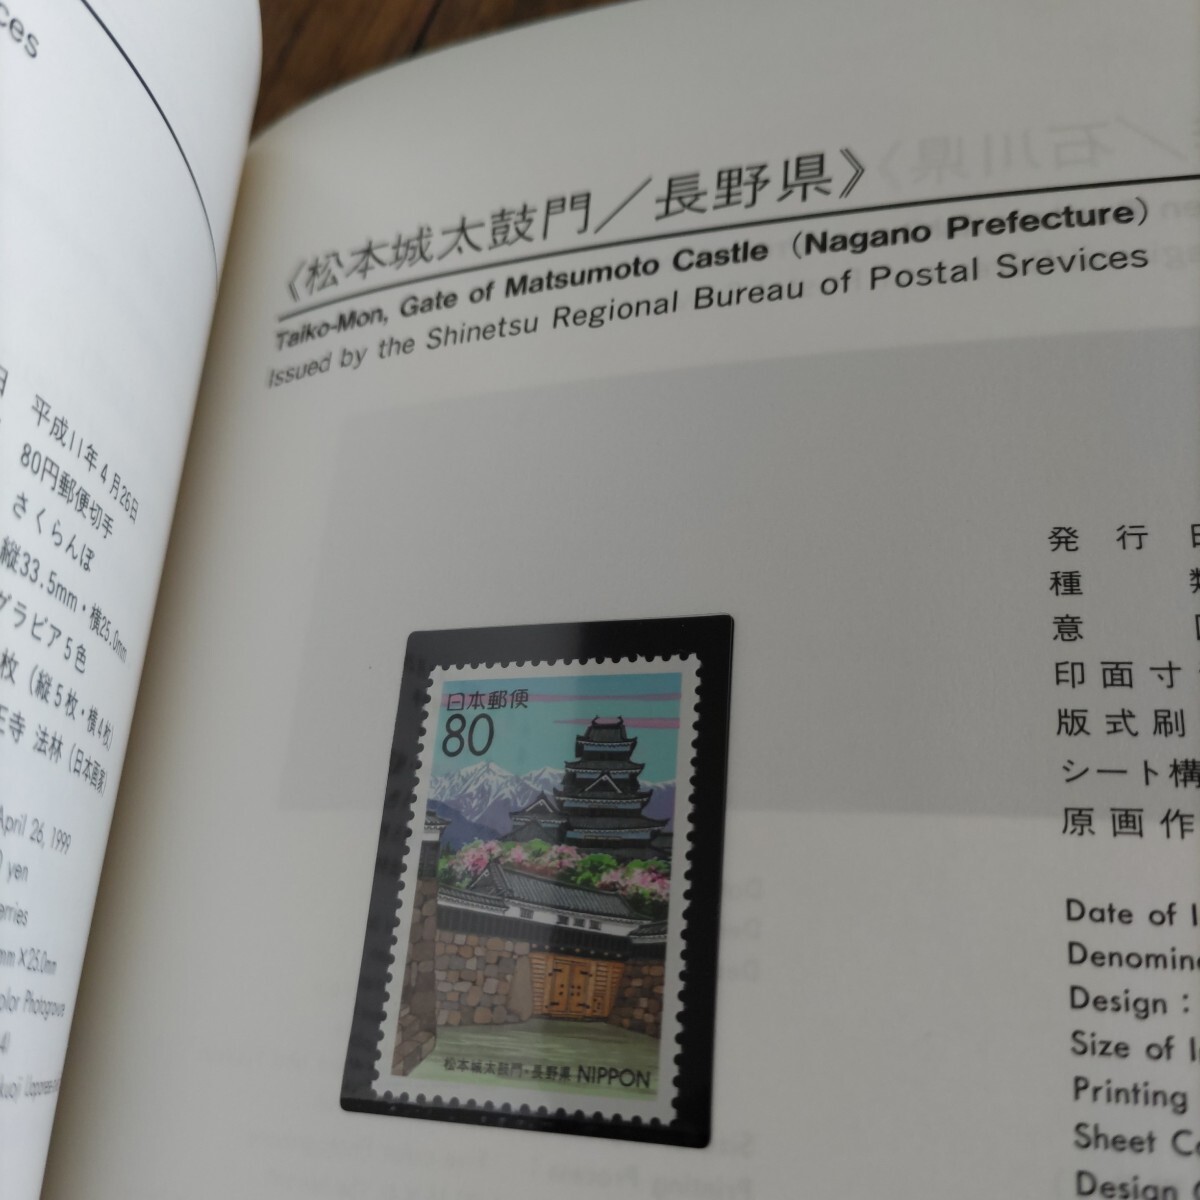 ces
平成11年4月26日
80円郵便切手
さくらんぼ
縦33.5mm・横25.0mm
グラビア5色
枚（縦5枚・横4枚）
王寺 法林（日本画家）
April 26, 1999
yen
erries
mm×25.0mm
olor Photogravure
《松本城太鼓門／長野県》
Taiko-Mon, Gate of Matsumoto Castle (Nagano Prefecture)
Issued by the Shinetsu Regional Bureau of Postal Srevices
日本郵便
80
松本城太鼓門・長野県 NIPPON
発行日
種類
意
印面寸
版式刷
シート構
原画作
Date of I
Denomina
Design :
Size of I
Printing
Sheet Co
Design